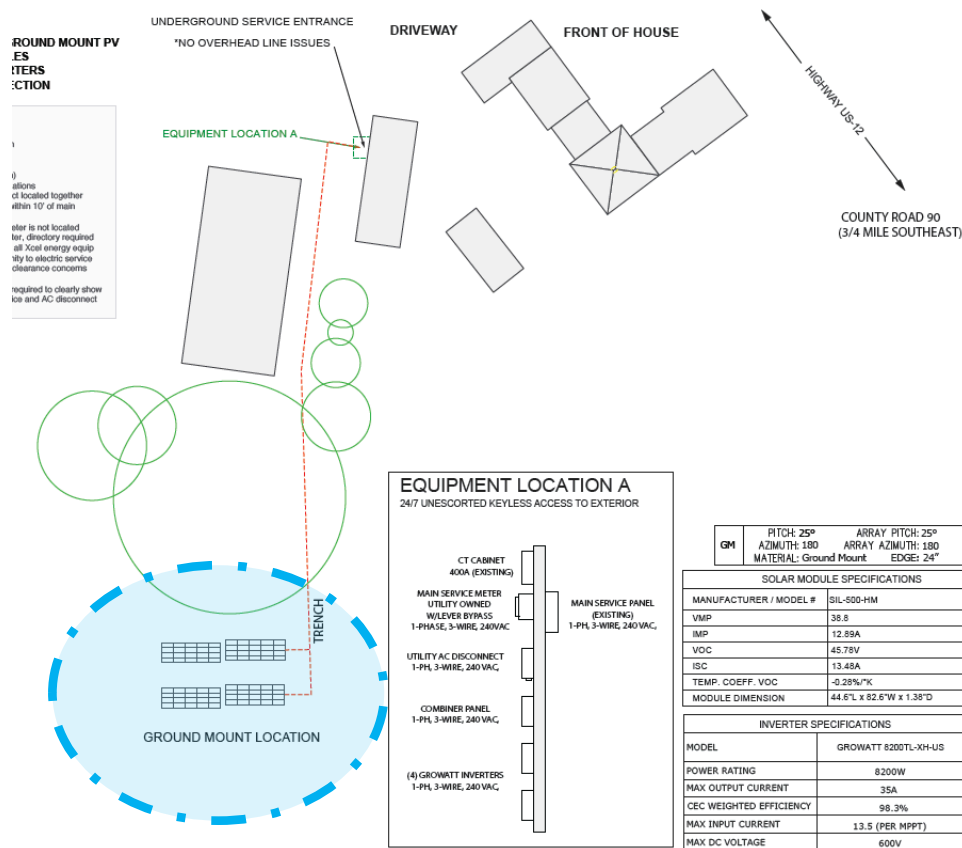 UNDERGROUND SERVICE ENTRANCE
*NO OVERHEAD LINE ISSUES
DRIVEWAY
FRONT OF HOUSE
HIGHWAY US-12
COUNTY ROAD 90
(3/4 MILE SOUTHEAST)
GROUND MOUNT PV
EQUIPMENT LOCATION A
ct located together
within 10' of main
eter is not located
directory required
all Xcel energy equip
to electric service
clearance concerns
required to clearly show
and AC disconnect
TRENCH
GROUND MOUNT LOCATION
EQUIPMENT LOCATION A
24/7 UNESCORTED KEYLESS ACCESS TO EXTERIOR
CT CABINET
400A (EXISTING)
MAIN SERVICE METER
UTILITY OWNED
W/LEVER BYPASS
1-PHASE, 3-WIRE, 240VAC
MAIN SERVICE PANEL
(EXISTING)
1-PH, 3-WIRE, 240 VAC,
UTILITY AC DISCONNECT
1-PH, 3-WIRE, 240 VAC,
COMBINER PANEL
1-PH, 3-WIRE, 240 VAC,
(4) GROWATT INVERTERS
1-PH, 3-WIRE, 240 VAC,
GM
PITCH: 25º ARRAY PITCH: 25º
AZIMUTH: 180 ARRAY AZIMUTH: 180
MATERIAL: Ground Mount EDGE: 24"
SOLAR MODULE SPECIFICATIONS
MANUFACTURER / MODEL # SIL-500-HM
VMP 38.8
IMP 12.89A
VOC 45.78V
ISC 13.48A
TEMP. COEFF. VOC -0.28%/°K
MODULE DIMENSION 44.6"L x 82.6"W x 1.38"D
INVERTER SPECIFICATIONS
MODEL GROWATT 8200TL-XH-US
POWER RATING 8200W
MAX OUTPUT CURRENT 35A
CEC WEIGHTED EFFICIENCY 98.3%
MAX INPUT CURRENT 13.5 (PER MPPT)
MAX DC VOLTAGE 600V